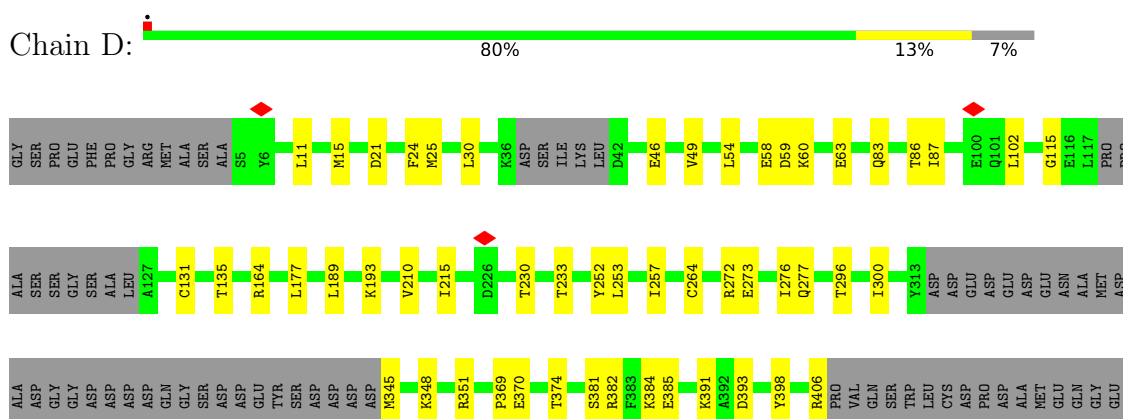 Chain D:
80% 13% 7%
GLY SER PRO GLU PHE PRO GLY ARG MET ALA SER ALA S5 Y6 L11 M15 D21 F24 M25 L30 K36 ASP SER ILE LYS LEU D42 E46 V49 L54 E58 D59 K60 E63 Q83 T86 I87 E100 Q101 L102 G115 E116 L117 PRO PRO
ALA SER SER GLY SER ALA LEU A127 C131 T135 R164 L177 L189 K193 V210 I215 D226 T230 T233 Y252 L253 I257 C264 R272 E273 I276 Q277 T296 I300 Y313 ASP ASP GLU ASP GLU ASP GLU ASN ALA MET ASP
ALA ASP GLY GLY ASP ASP ASP ASP GLN GLY SER ASP ASP GLU TYR SER ASP ASP ASP ASP M345 K348 R351 P369 E370 T374 S381 R382 F383 K384 E385 K391 A392 D393 Y398 R406 PRO VAL GLN SER TRP LEU CYS ASP PRO ASP ALA MET GLU GLN GLY GLU